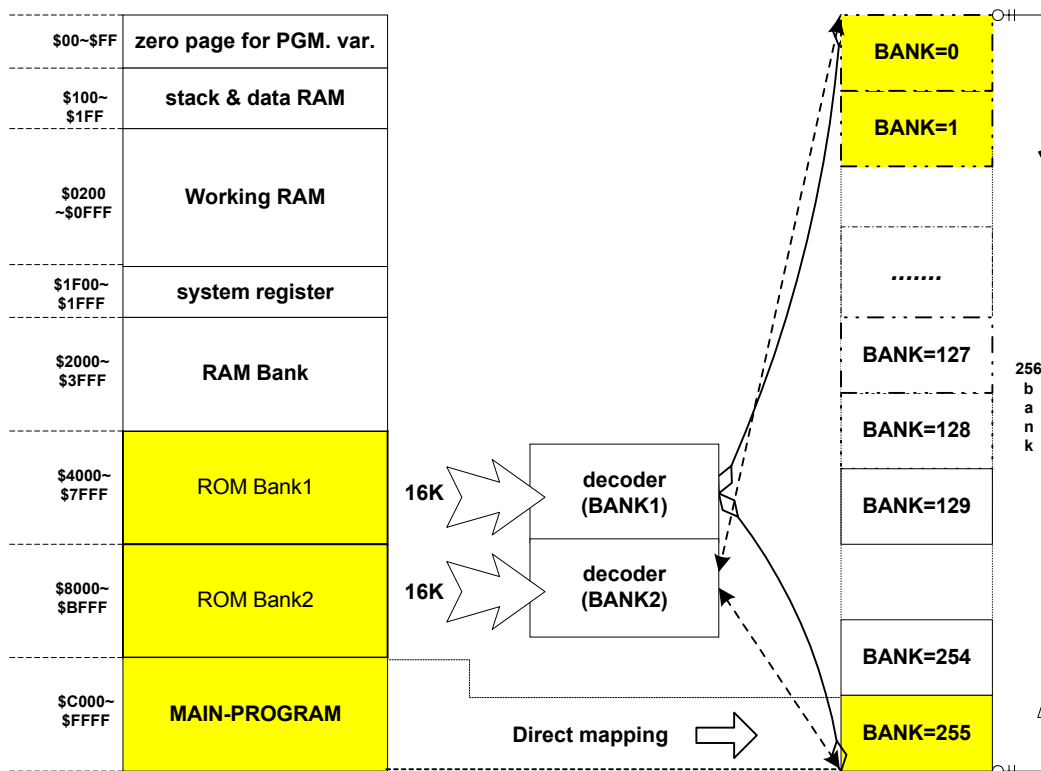 $00~$FF
zero page for PGM. var.
$100~
$1FF
stack & data RAM
$0200
~$0FFF
Working RAM
$1F00~
$1FFF
system register
$2000~
$3FFF
RAM Bank
$4000~
$7FFF
ROM Bank1
$8000~
$BFFF
ROM Bank2
$C000~
$FFFF
MAIN-PROGRAM
16K
decoder
(BANK1)
16K
decoder
(BANK2)
Direct mapping
BANK=0
BANK=1
.......
BANK=127
BANK=128
BANK=129
BANK=254
BANK=255
256
b
a
n
k